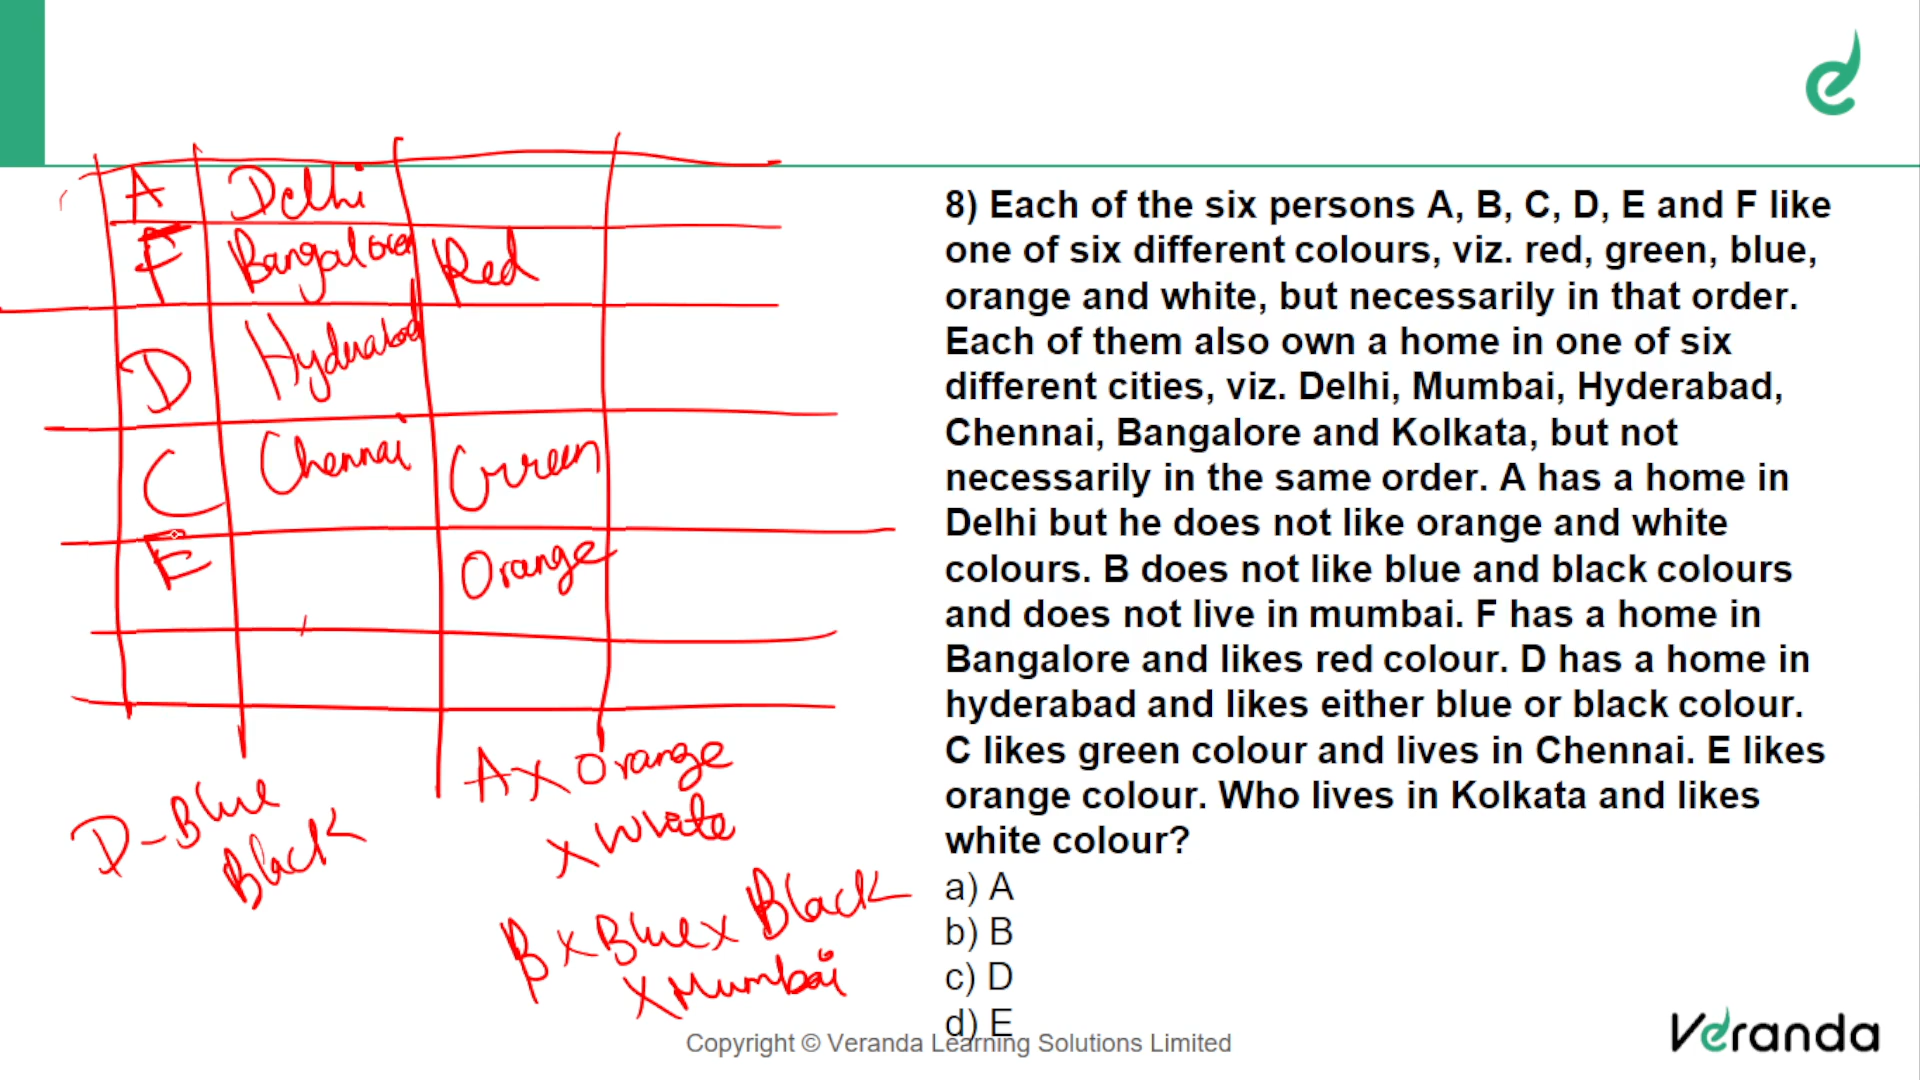 A Delhi
F Bangalore Red
D Hyderabad
C Chennai Green
E Orange
D-Blue
Black
A x Orange
x White
B x Blue x Black
x Mumbai
8) Each of the six persons A, B, C, D, E and F like
one of six different colours, viz. red, green, blue,
orange and white, but necessarily in that order.
Each of them also own a home in one of six
different cities, viz. Delhi, Mumbai, Hyderabad,
Chennai, Bangalore and Kolkata, but not
necessarily in the same order. A has a home in
Delhi but he does not like orange and white
colours. B does not like blue and black colours
and does not live in mumbai. F has a home in
Bangalore and likes red colour. D has a home in
hyderabad and likes either blue or black colour.
C likes green colour and lives in Chennai. E likes
orange colour. Who lives in Kolkata and likes
white colour?
a) A
b) B
c) D
d) E
Copyright © Veranda Learning Solutions Limited
Veranda